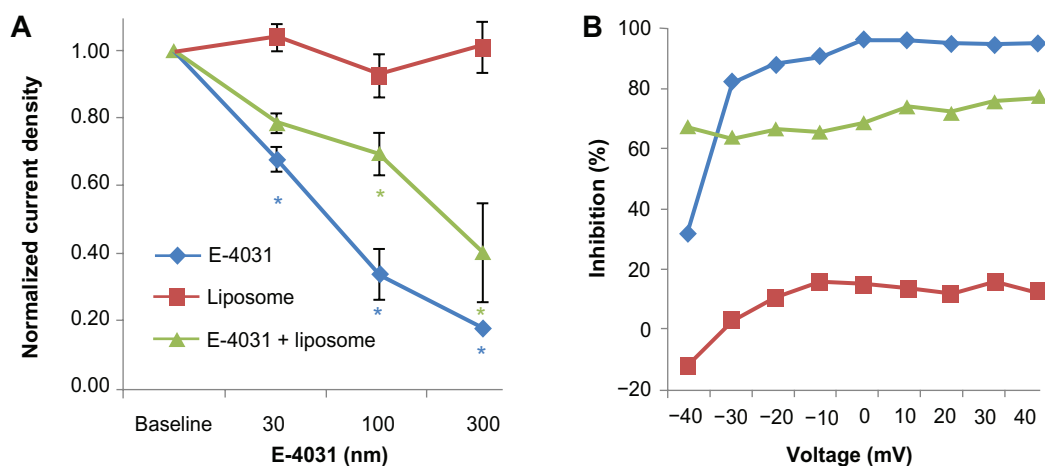 A
Normalized current density
1.00
0.80
0.60
0.40
0.20
0.00
E-4031
Liposome
E-4031 + liposome
*
*
*
*
*
Baseline 30 100 300
E-4031 (nm)
B
Inhibition (%)
100
80
60
40
20
0
−20
−40 −30 −20 −10 0 10 20 30 40
Voltage (mV)